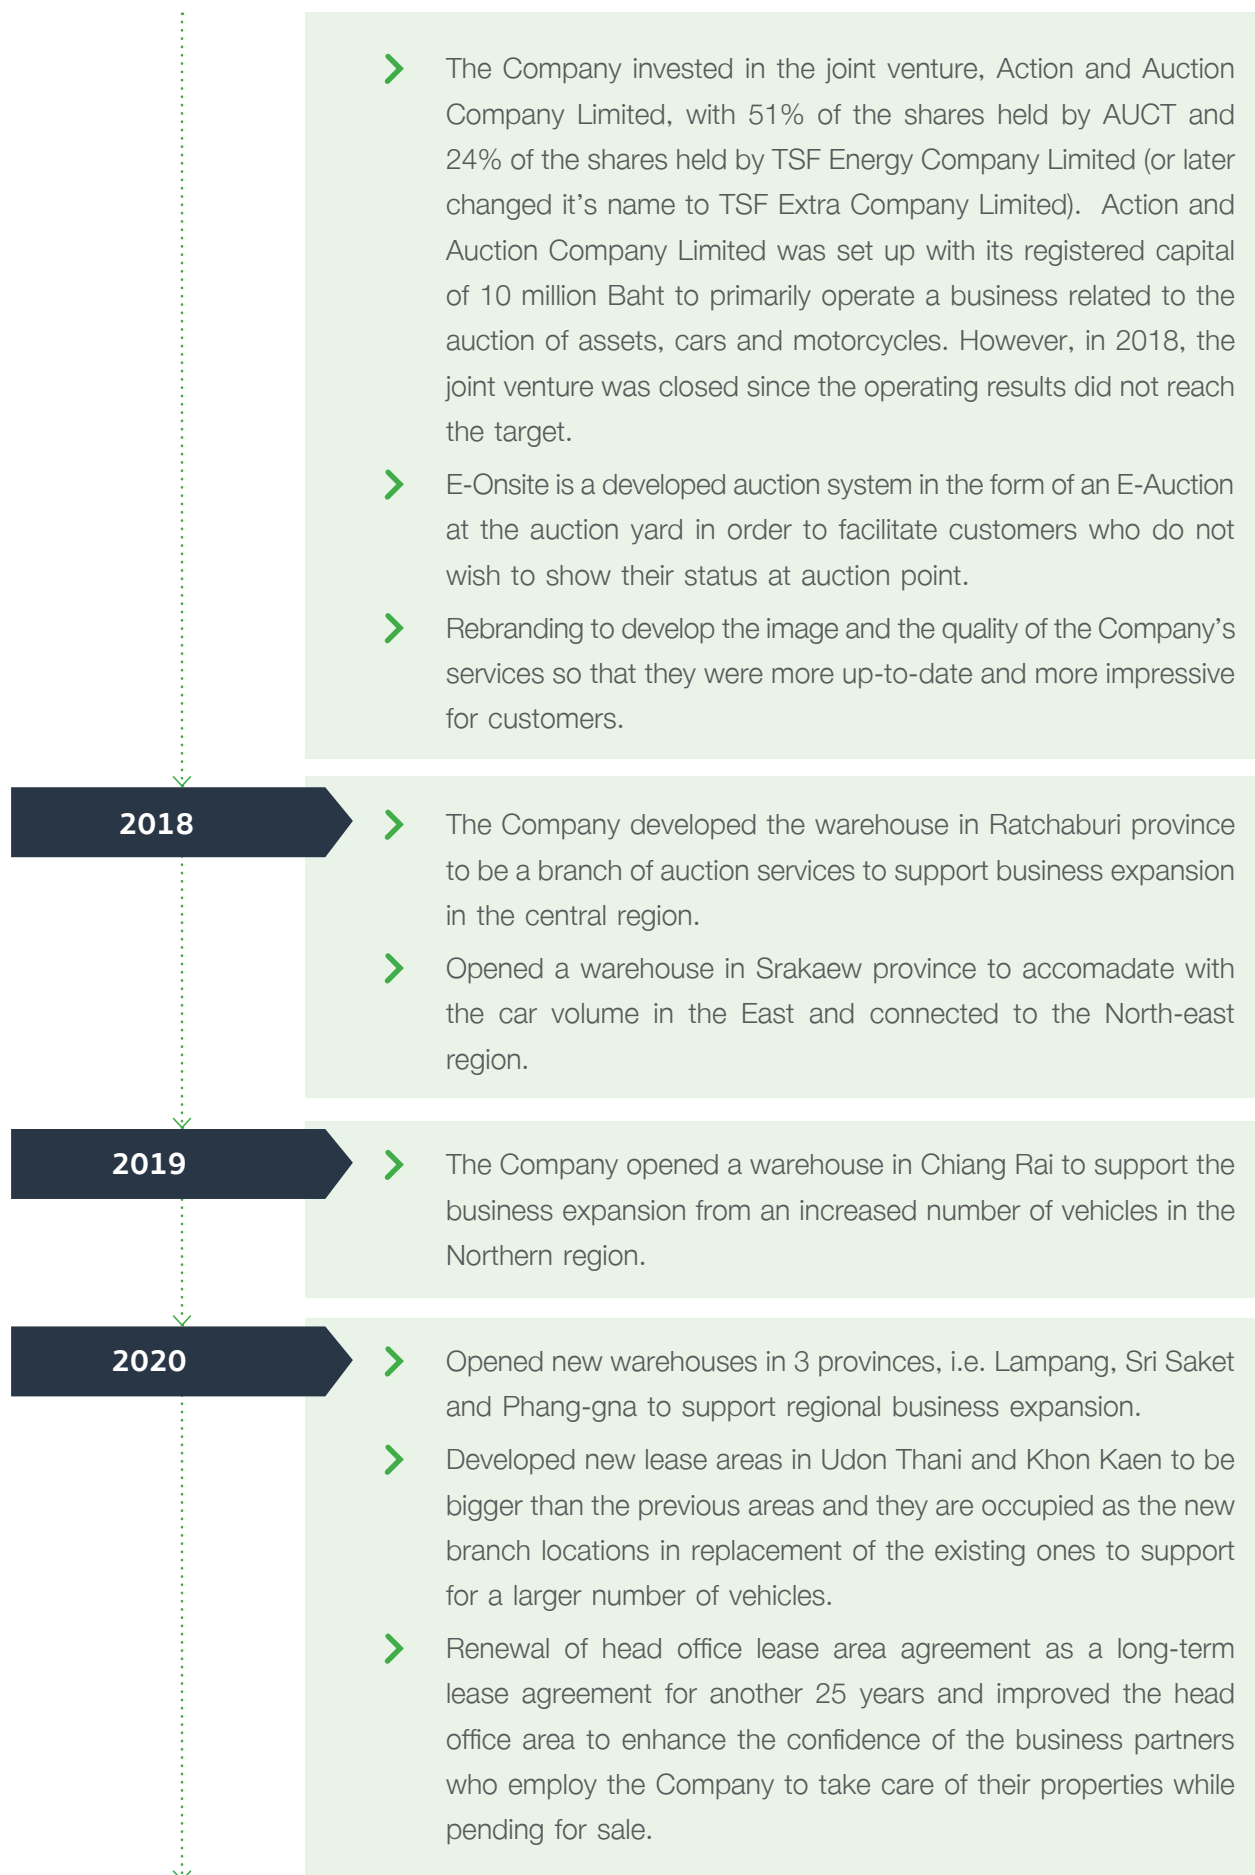 The Company invested in the joint venture, Action and Auction
Company Limited, with 51% of the shares held by AUCT and
24% of the shares held by TSF Energy Company Limited (or later
changed it’s name to TSF Extra Company Limited). Action and
Auction Company Limited was set up with its registered capital
of 10 million Baht to primarily operate a business related to the
auction of assets, cars and motorcycles. However, in 2018, the
joint venture was closed since the operating results did not reach
the target.
E-Onsite is a developed auction system in the form of an E-Auction
at the auction yard in order to facilitate customers who do not
wish to show their status at auction point.
Rebranding to develop the image and the quality of the Company’s
services so that they were more up-to-date and more impressive
for customers.
2018
The Company developed the warehouse in Ratchaburi province
to be a branch of auction services to support business expansion
in the central region.
Opened a warehouse in Srakaew province to accomadate with
the car volume in the East and connected to the North-east
region.
2019
The Company opened a warehouse in Chiang Rai to support the
business expansion from an increased number of vehicles in the
Northern region.
2020
Opened new warehouses in 3 provinces, i.e. Lampang, Sri Saket
and Phang-gna to support regional business expansion.
Developed new lease areas in Udon Thani and Khon Kaen to be
bigger than the previous areas and they are occupied as the new
branch locations in replacement of the existing ones to support
for a larger number of vehicles.
Renewal of head office lease area agreement as a long-term
lease agreement for another 25 years and improved the head
office area to enhance the confidence of the business partners
who employ the Company to take care of their properties while
pending for sale.